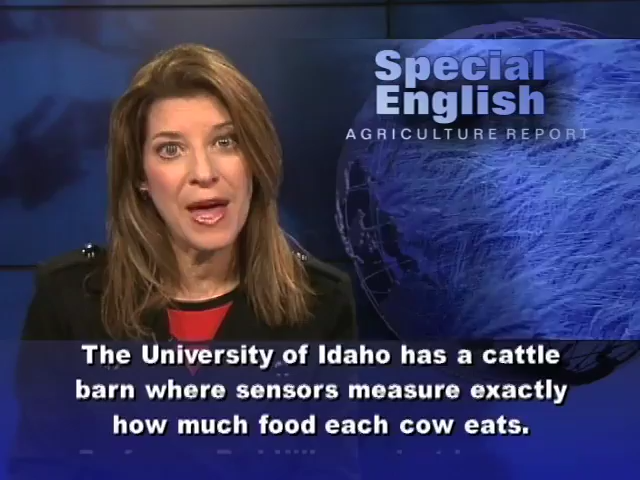 Special
English
AGRICULTURE REPORT
The University of Idaho has a cattle
barn where sensors measure exactly
how much food each cow eats.